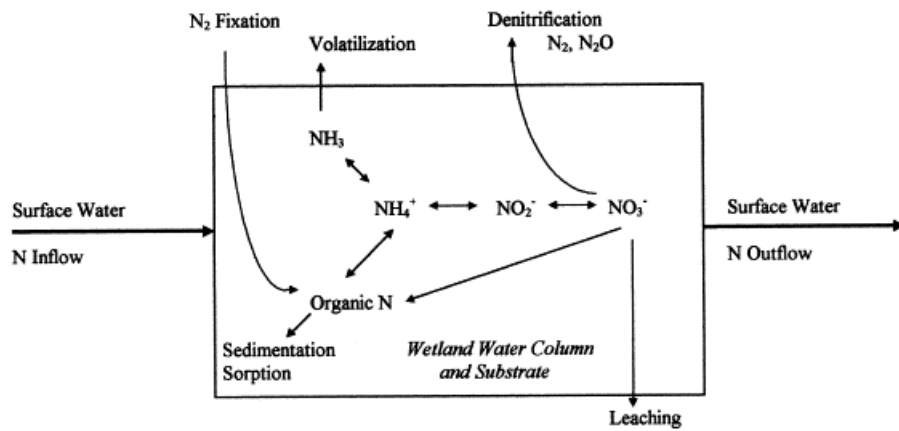 N₂ Fixation
Denitrification
N₂, N₂O
Volatilization
NH₃
NH₄⁺
NO₂⁻
NO₃⁻
Surface Water
N Inflow
Surface Water
N Outflow
Organic N
Sedimentation
Sorption
Wetland Water Column
and Substrate
Leaching